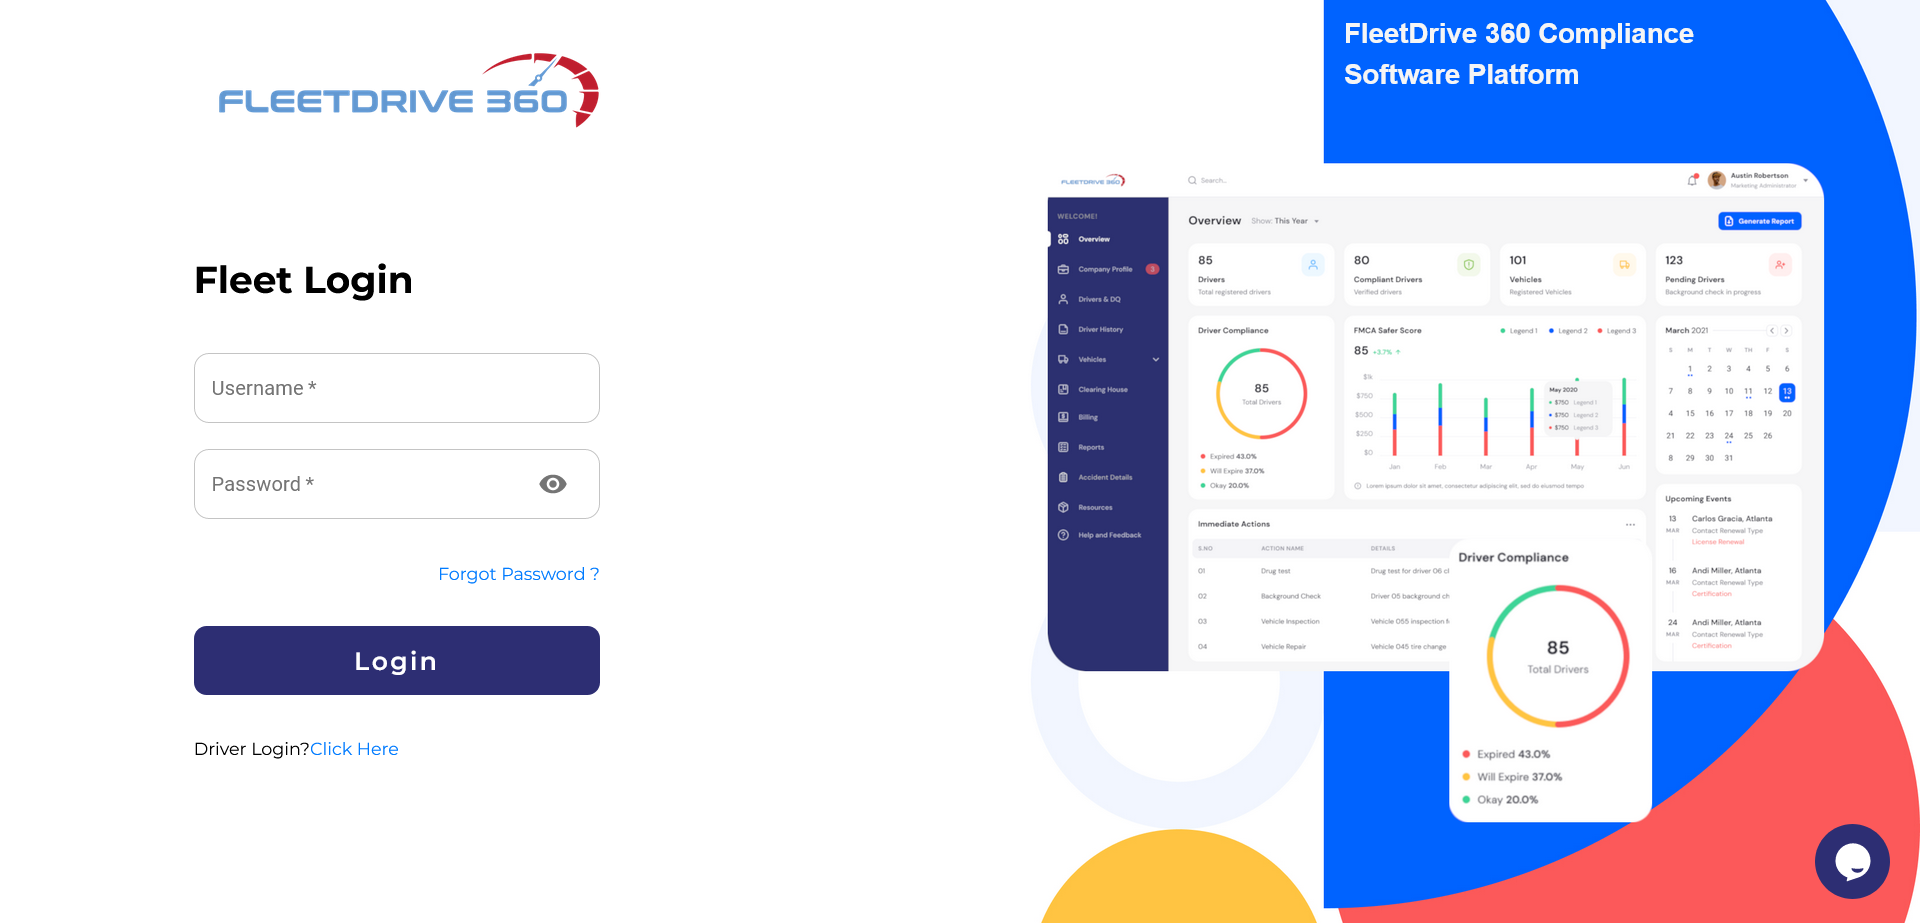 FLEETDRIVE 360
Fleet Login
Username *
Password *
Forgot Password ?
Login
Driver Login?Click Here
FleetDrive 360 Compliance
Software Platform
FLEETDRIVE 360
Search...
Austin Robertson
Marketing Administrator
WELCOME!
Overview
Company Profile 3
Drivers & DQ
Driver History
Vehicles
Clearing House
Billing
Reports
Accident Details
Resources
Help and Feedback
Overview Show: This Year
Generate Report
85
Drivers
Total registered drivers
80
Compliant Drivers
Verified drivers
101
Vehicles
Registered Vehicles
123
Pending Drivers
Background check in progress
Driver Compliance
85
Total Drivers
Expired 43.0%
Will Expire 37.0%
Okay 20.0%
FMCA Safer Score
Legend 1 Legend 2 Legend 3
85 +3.7%
$1k
$750
$500
$250
$0
May 2020
$750 Legend 1
$750 Legend 2
$750 Legend 3
Jan Feb Mar Apr May Jun
Lorem ipsum dolor sit amet, consectetur adipiscing elit, sed do eiusmod tempo
March 2021
S M T W TH F S
1 2 3 4 5 6
7 8 9 10 11 12 13
4 15 16 17 18 19 20
21 22 23 24 25 26
8 29 30 31
Immediate Actions
S.NO ACTION NAME DETAILS
01 Drug test Drug test for driver 06 cl
02 Background Check Driver 05 background ch
03 Vehicle Inspection Vehicle 055 inspection
04 Vehicle Repair Vehicle 045 tire change
Upcoming Events
13 Carlos Gracia, Atlanta
MAR Contact Renewal Type
License Renewal
16 Andi Miller, Atlanta
MAR Contact Renewal Type
Certification
24 Andi Miller, Atlanta
MAR Contact Renewal Type
Certification
Driver Compliance
85
Total Drivers
Expired 43.0%
Will Expire 37.0%
Okay 20.0%